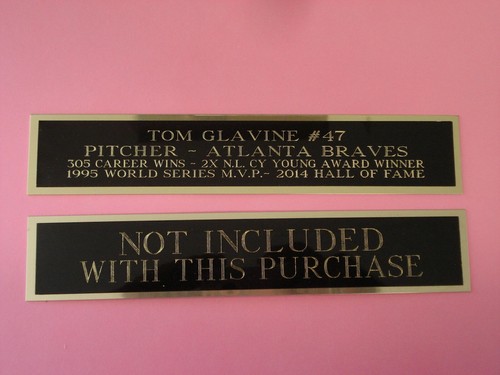 TOM GLAVINE #47
PITCHER - ATLANTA BRAVES
305 CAREER WINS - 2X N.L. CY YOUNG AWARD WINNER
1995 WORLD SERIES M.V.P.- 2014 HALL OF FAME
NOT INCLUDED
WITH THIS PURCHASE